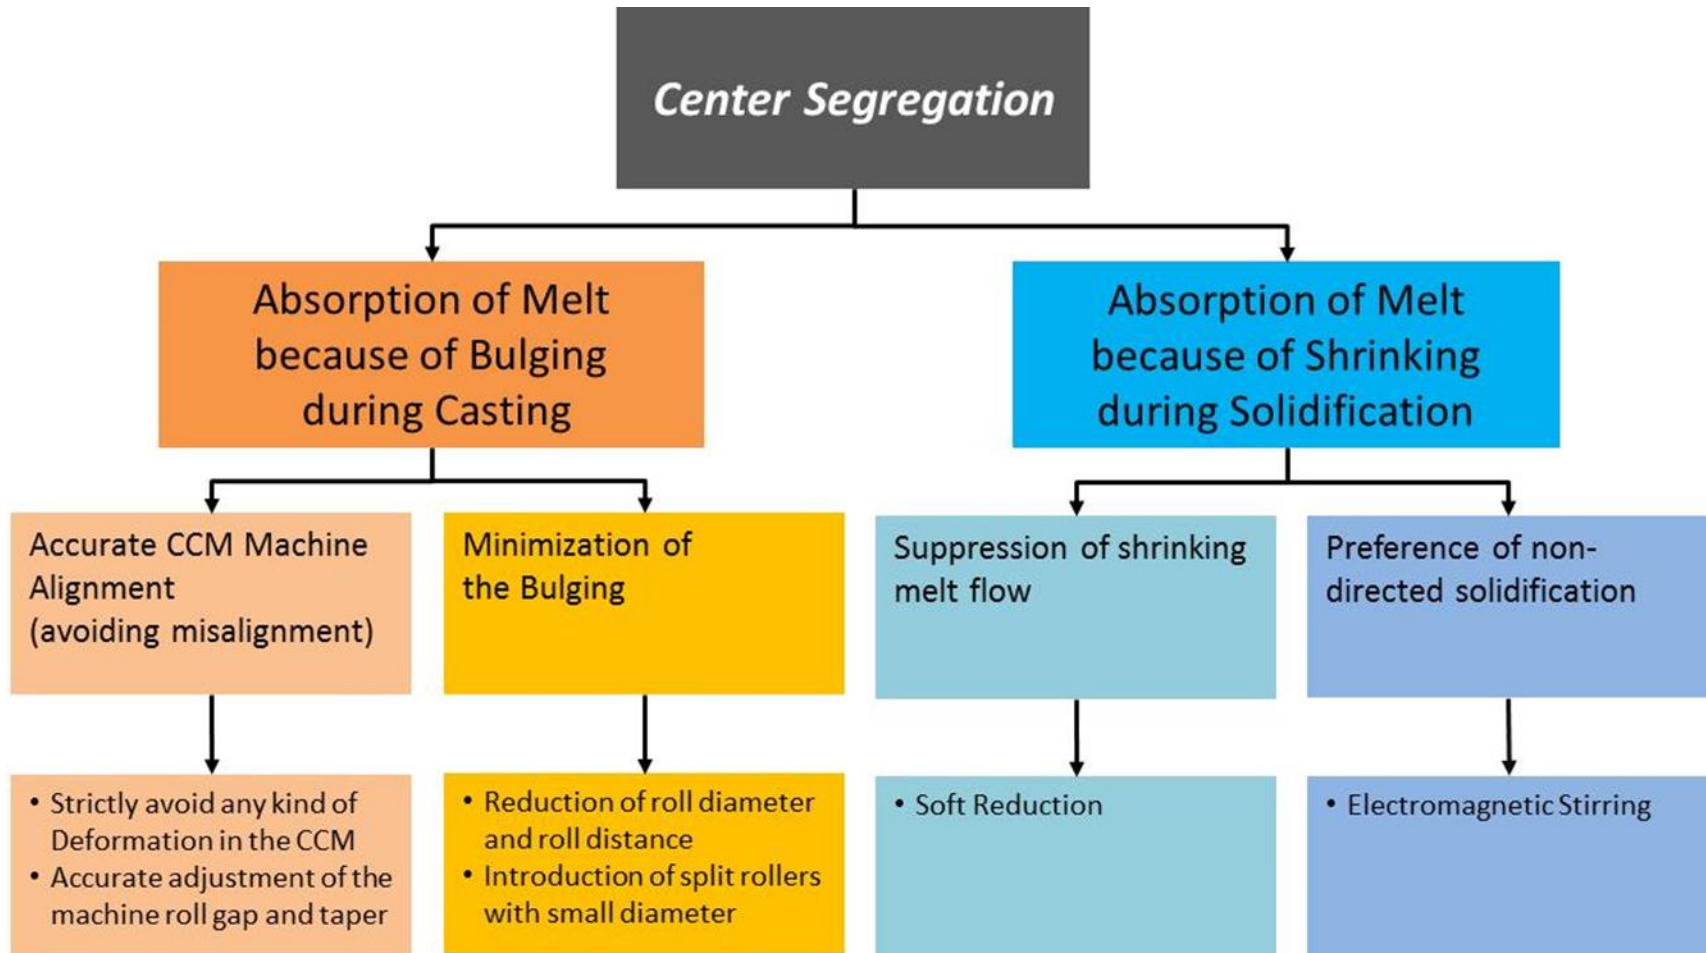 Center Segregation
Absorption of Melt
because of Bulging
during Casting
Absorption of Melt
because of Shrinking
during Solidification
Accurate CCM Machine
Alignment
(avoiding misalignment)
Minimization of
the Bulging
Suppression of shrinking
melt flow
Preference of non-
directed solidification
• Strictly avoid any kind of
Deformation in the CCM
• Accurate adjustment of the
machine roll gap and taper
• Reduction of roll diameter
and roll distance
• Introduction of split rollers
with small diameter
• Soft Reduction
• Electromagnetic Stirring